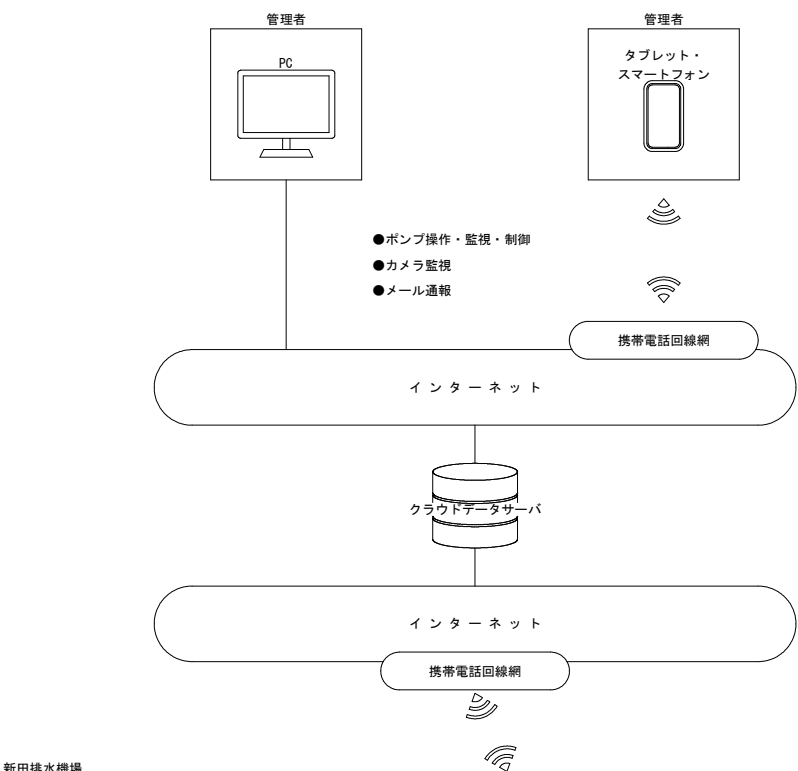 管理者
管理者
PC
タブレット・
スマートフォン
●ポンプ操作・監視・制御
●カメラ監視
●メール通報
携帯電話回線網
インターネット
クラウドデータサーバ
インターネット
携帯電話回線網
新田排水機場